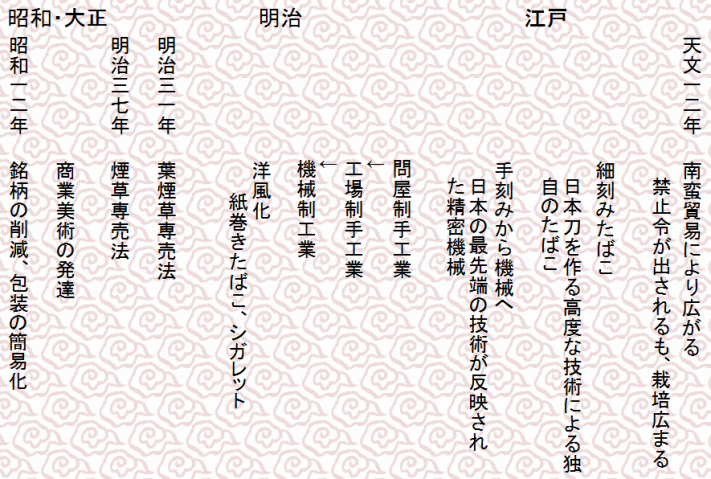 江戸
天文一二年　南蛮貿易により広がる
禁止令が出されるも、栽培広まる
細刻みたばこ
日本刀を作る高度な技術による独
自のたばこ
手刻みから機械へ
日本の最先端の技術が反映され
た精密機械
明治
問屋制手工業
←
工場制手工業
←
機械制工業
洋風化
紙巻きたばこ、シガレット
明治三一年　葉煙草専売法
明治三七年　煙草専売法
昭和・大正
商業美術の発達
昭和一二年　銘柄の削減、包装の簡易化